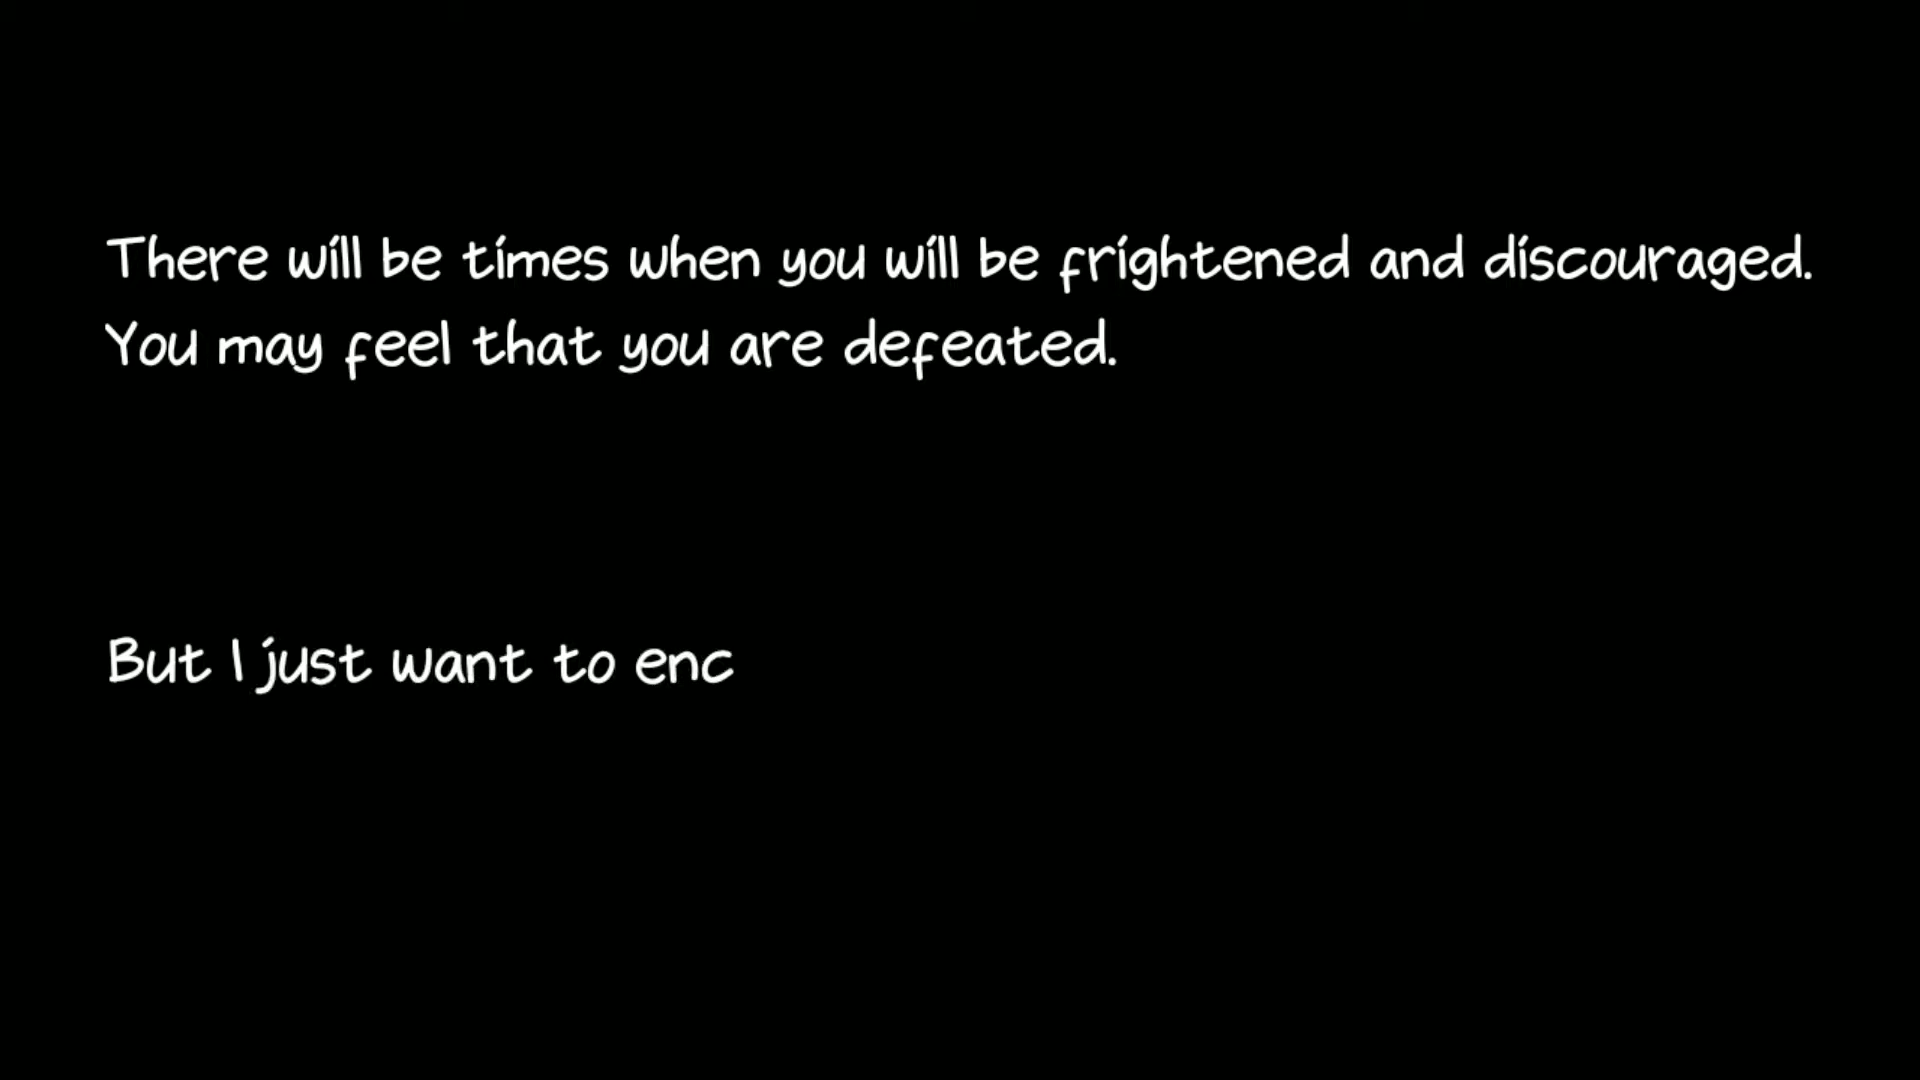 There will be times when you will be frightened and discouraged.
You may feel that you are defeated.
But I just want to enc